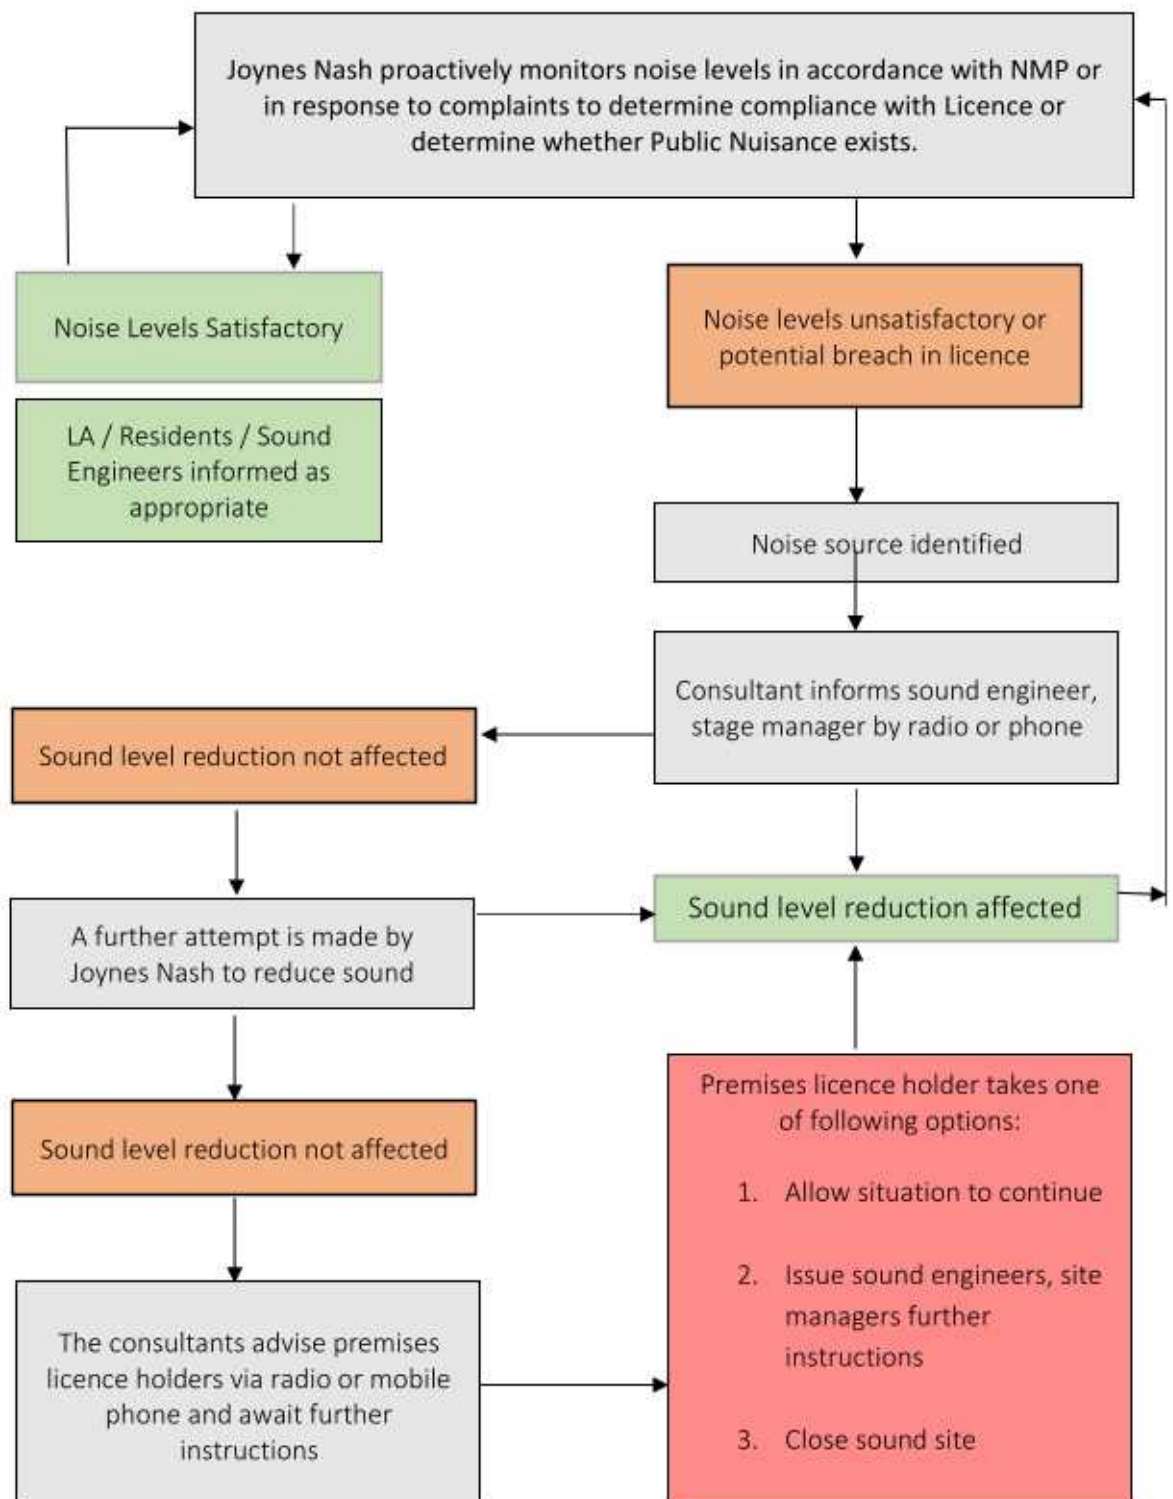 Joynes Nash proactively monitors noise levels in accordance with NMP or
in response to complaints to determine compliance with Licence or
determine whether Public Nuisance exists.
Noise Levels Satisfactory
LA / Residents / Sound
Engineers informed as
appropriate
Noise levels unsatisfactory or
potential breach in licence
Noise source identified
Consultant informs sound engineer,
stage manager by radio or phone
Sound level reduction not affected
A further attempt is made by
Joynes Nash to reduce sound
Sound level reduction affected
Sound level reduction not affected
The consultants advise premises
licence holders via radio or mobile
phone and await further
instructions
Premises licence holder takes one
of following options:
1. Allow situation to continue
2. Issue sound engineers, site
managers further
instructions
3. Close sound site